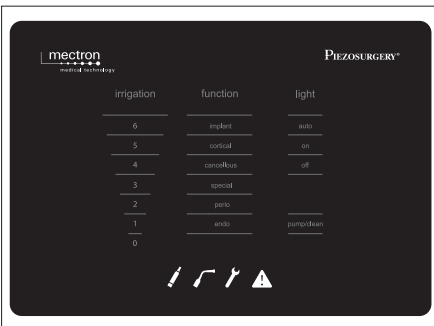 mectron
medical technology
PIEZOSURGERY®
irrigation function light
6 implant auto
5 cortical on
4 cancellous off
3 special
2 perio
1 endo pump/clean
0